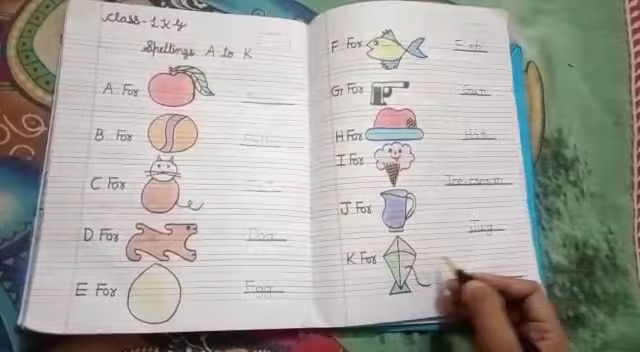 Class - L.K.G
Spellings A to K
A For
B For
C For
D For Dog
E For Egg
F For Fish
G For Gun
H For Hat
I For Ice-cream
J For Jug
K For